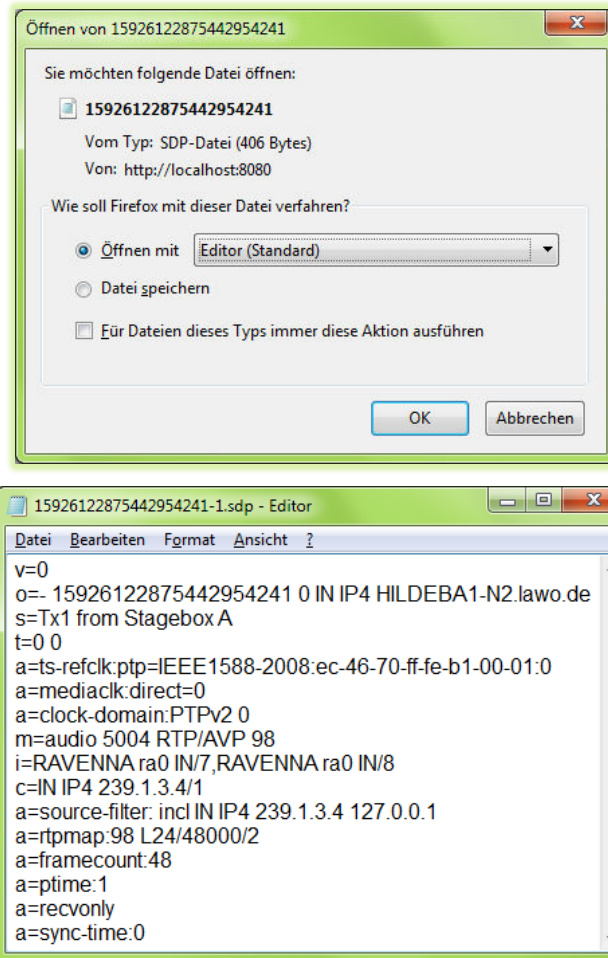 Öffnen von 15926122875442954241
Sie möchten folgende Datei öffnen:
15926122875442954241
Vom Typ: SDP-Datei (406 Bytes)
Von: http://localhost:8080
Wie soll Firefox mit dieser Datei verfahren?
Öffnen mit Editor (Standard)
Datei speichern
Für Dateien dieses Typs immer diese Aktion ausführen
OK Abbrechen
15926122875442954241-1.sdp - Editor
Datei Bearbeiten Format Ansicht ?
v=0
o=- 15926122875442954241 0 IN IP4 HILDEBA1-N2.lawo.de
s=Tx1 from Stagebox A
t=0 0
a=ts-refclk:ptp=IEEE1588-2008:ec-46-70-ff-fe-b1-00-01:0
a=mediaclk:direct=0
a=clock-domain:PTPv2 0
m=audio 5004 RTP/AVP 98
i=RAVENNA ra0 IN/7,RAVENNA ra0 IN/8
c=IN IP4 239.1.3.4/1
a=source-filter: incl IN IP4 239.1.3.4 127.0.0.1
a=rtpmap:98 L24/48000/2
a=framecount:48
a=ptime:1
a=recvonly
a=sync-time:0